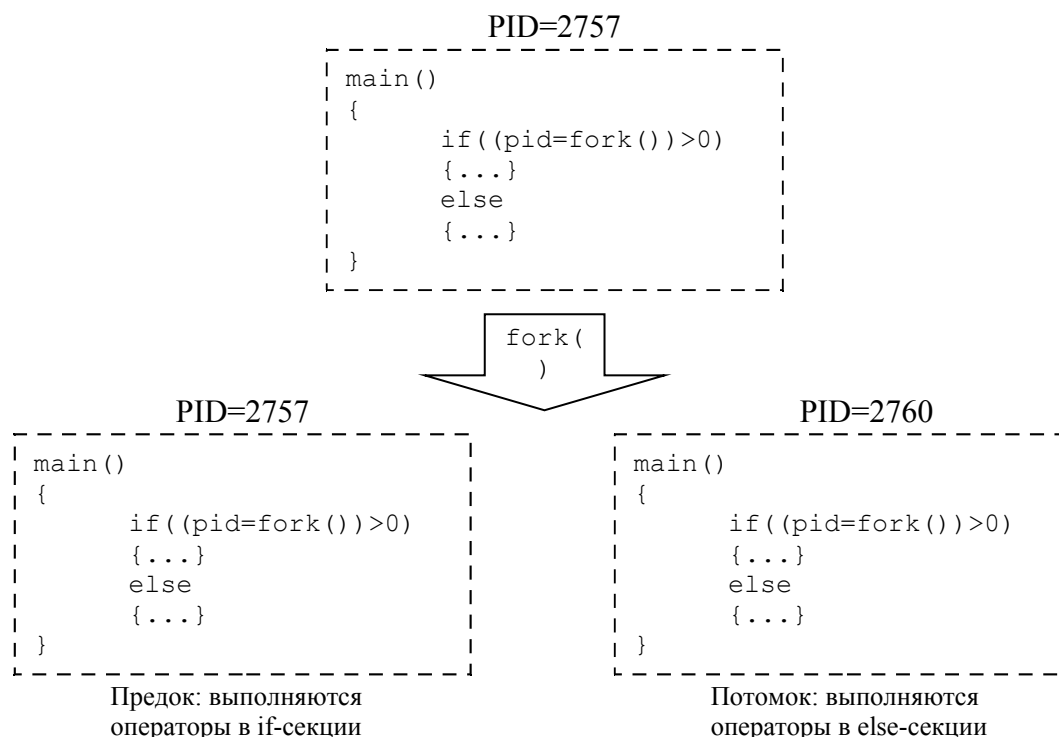 PID=2757
main()
{
if((pid=fork())>0)
{...}
else
{...}
}
fork(
)
PID=2757
main()
{
if((pid=fork())>0)
{...}
else
{...}
}
Предок: выполняются
операторы в if-секции
PID=2760
main()
{
if((pid=fork())>0)
{...}
else
{...}
}
Потомок: выполняются
операторы в else-секции